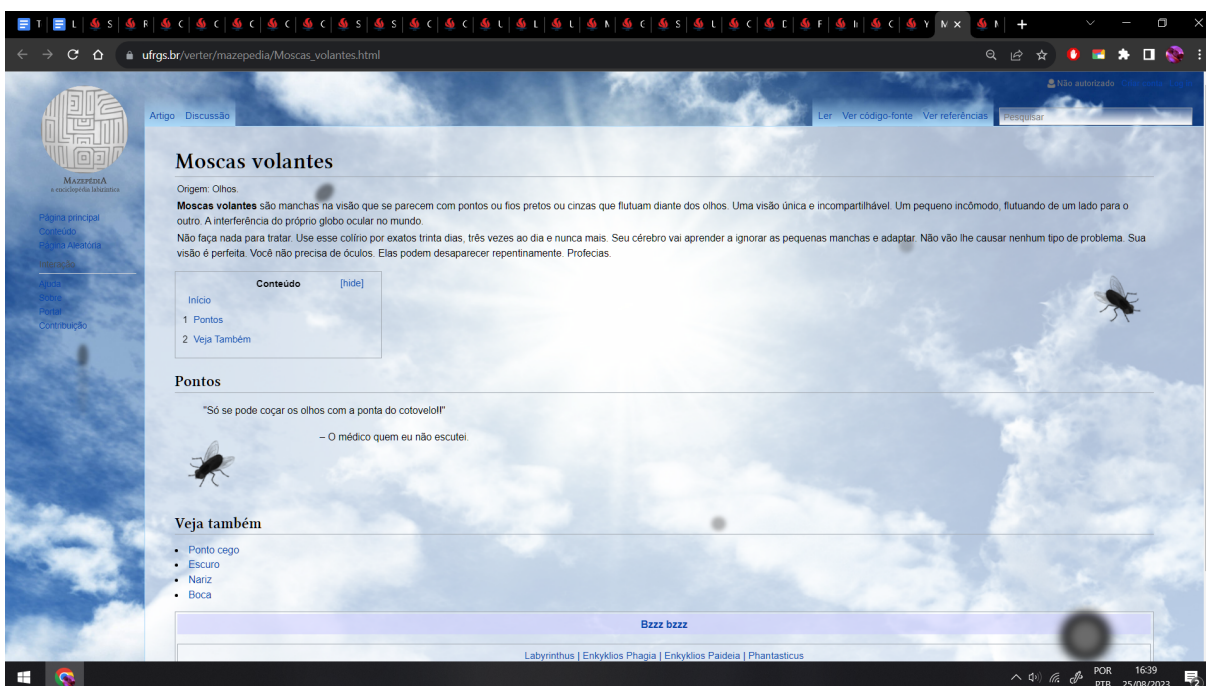 ufrgs.br/verter/mazepedia/Moscas_volantes.html
Não autorizado
Artigo Discussão
Ler Ver código-fonte Ver referências
Pesquisar
MAZEPÉDIA
a enciclopédia labiríntica
Página principal
Conteúdo
Página Aleatória
Interação
Ajuda
Sobre
Portal
Contribuição
Moscas volantes
Origem: Olhos.
Moscas volantes são manchas na visão que se parecem com pontos ou fios pretos ou cinzas que flutuam diante dos olhos. Uma visão única e incompartilhável. Um pequeno incômodo, flutuando de um lado para o
outro. A interferência do próprio globo ocular no mundo.
Não faça nada para tratar. Use esse colírio por exatos trinta dias, três vezes ao dia e nunca mais. Seu cérebro vai aprender a ignorar as pequenas manchas e adaptar. Não vão lhe causar nenhum tipo de problema. Sua
visão é perfeita. Você não precisa de óculos. Elas podem desaparecer repentinamente. Profecias.
Conteúdo [hide]
Início
1 Pontos
2 Veja Também
Pontos
"Só se pode coçar os olhos com a ponta do cotovelo!!"
– O médico quem eu não escutei.
Veja também
Ponto cego
Escuro
Nariz
Boca
Bzzz bzzz
Labyrinthus | Enkyklios Phagia | Enkyklios Paideia | Phantasticus
POR 16:39
PTB 25/08/2023